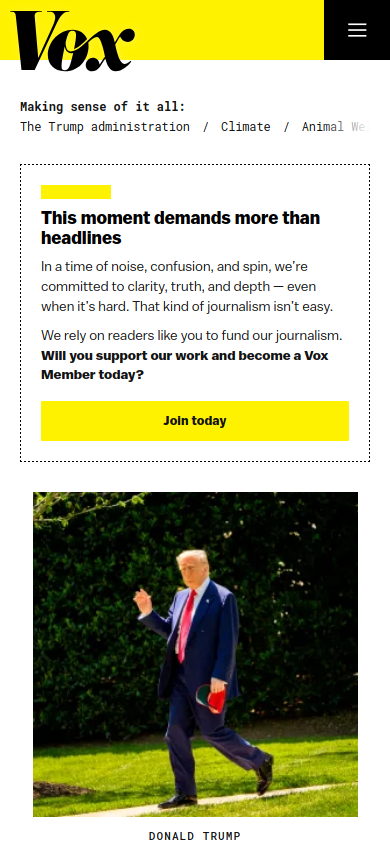 Vox
Making sense of it all:
The Trump administration / Climate / Animal We
This moment demands more than
headlines
In a time of noise, confusion, and spin, we're
committed to clarity, truth, and depth — even
when it's hard. That kind of journalism isn't easy.
We rely on readers like you to fund our journalism.
Will you support our work and become a Vox
Member today?
Join today
DONALD TRUMP